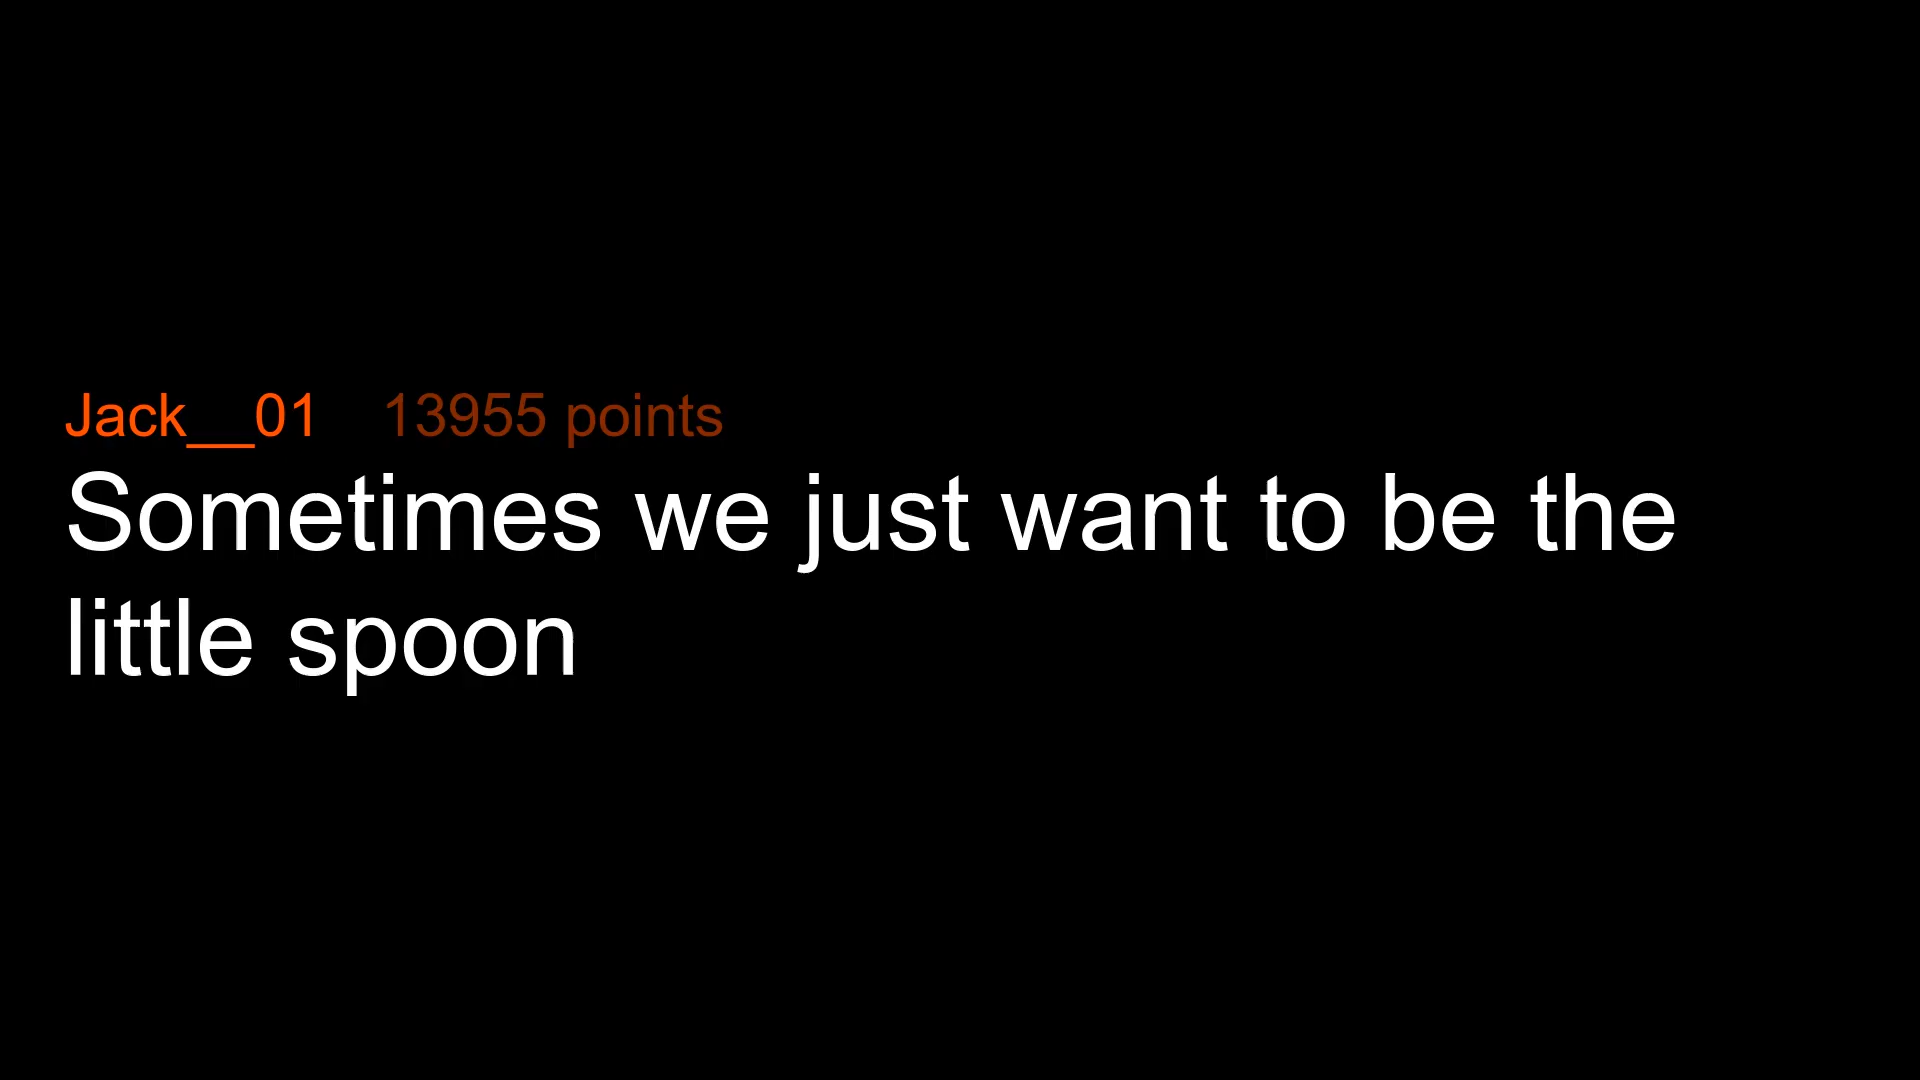 Jack__01 13955 points
Sometimes we just want to be the
little spoon